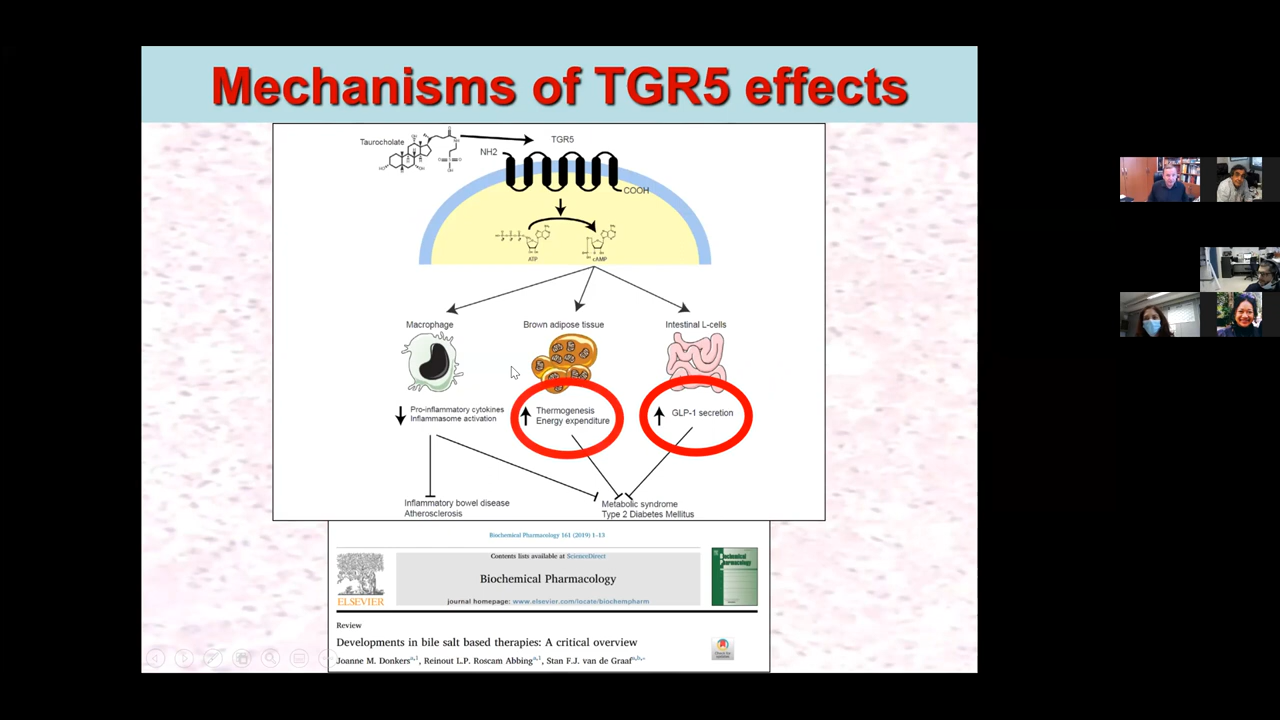 Mechanisms of TGR5 effects
Taurocholate
TGR5
NH2
COOH
ATP
cAMP
Macrophage
Brown adipose tissue
Intestinal L-cells
Pro-inflammatory cytokines
Inflammasome activation
Thermogenesis
Energy expenditure
GLP-1 secretion
Inflammatory bowel disease
Atherosclerosis
Metabolic syndrome
Type 2 Diabetes Mellitus
Biochemical Pharmacology 161 (2019) 1–13
Contents lists available at ScienceDirect
Biochemical Pharmacology
journal homepage: www.elsevier.com/locate/biochempharm
ELSEVIER
Biochemical
Pharmacology
Review
Developments in bile salt based therapies: A critical overview
Joanne M. Donkers a,1, Reinout L.P. Roscam Abbing a,1, Stan F.J. van de Graaf a,b,*